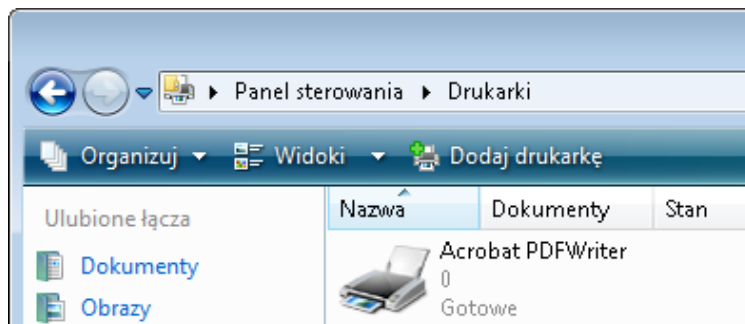 Panel sterowania Drukarki
Organizuj Widoki Dodaj drukarkę
Ulubione łącza
Dokumenty
Obrazy
Nazwa Dokumenty Stan
Acrobat PDFWriter
0
Gotowe